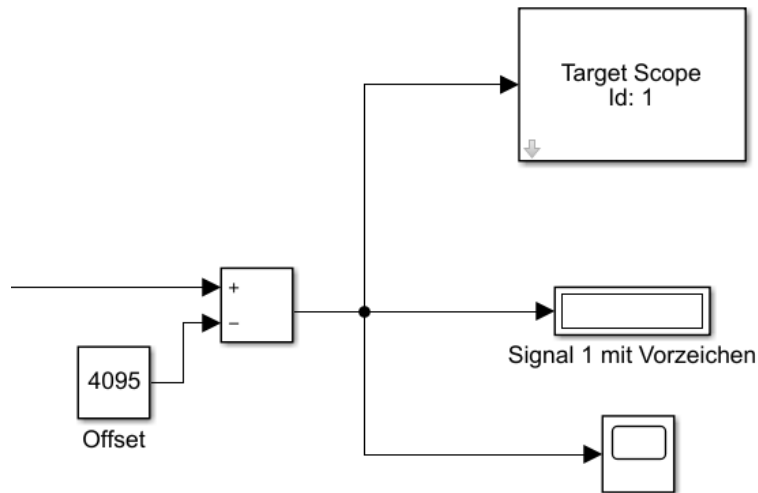 Target Scope
Id: 1
+
−
4095
Offset
Signal 1 mit Vorzeichen